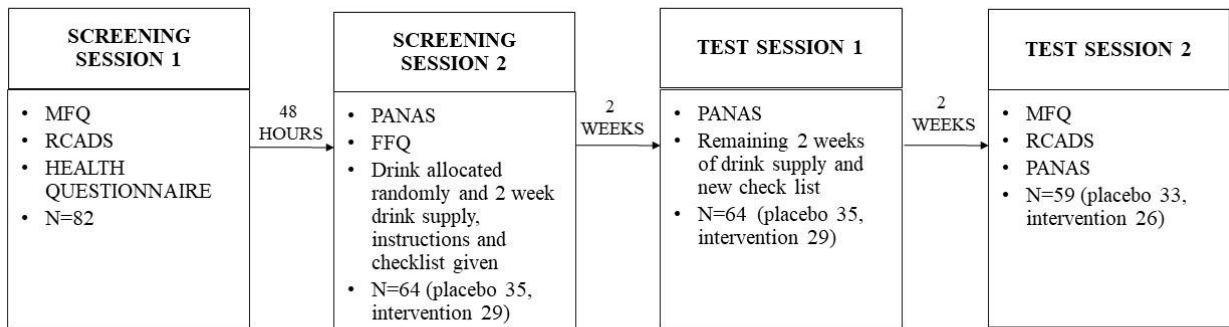 SCREENING
SESSION 1
• MFQ
• RCADS
• HEALTH
QUESTIONNAIRE
• N=82
48
HOURS
SCREENING
SESSION 2
• PANAS
• FFQ
• Drink allocated
randomly and 2 week
drink supply,
instructions and
checklist given
• N=64 (placebo 35,
intervention 29)
2
WEEKS
TEST SESSION 1
• PANAS
• Remaining 2 weeks
of drink supply and
new check list
• N=64 (placebo 35,
intervention 29)
2
WEEKS
TEST SESSION 2
• MFQ
• RCADS
• PANAS
• N=59 (placebo 33,
intervention 26)